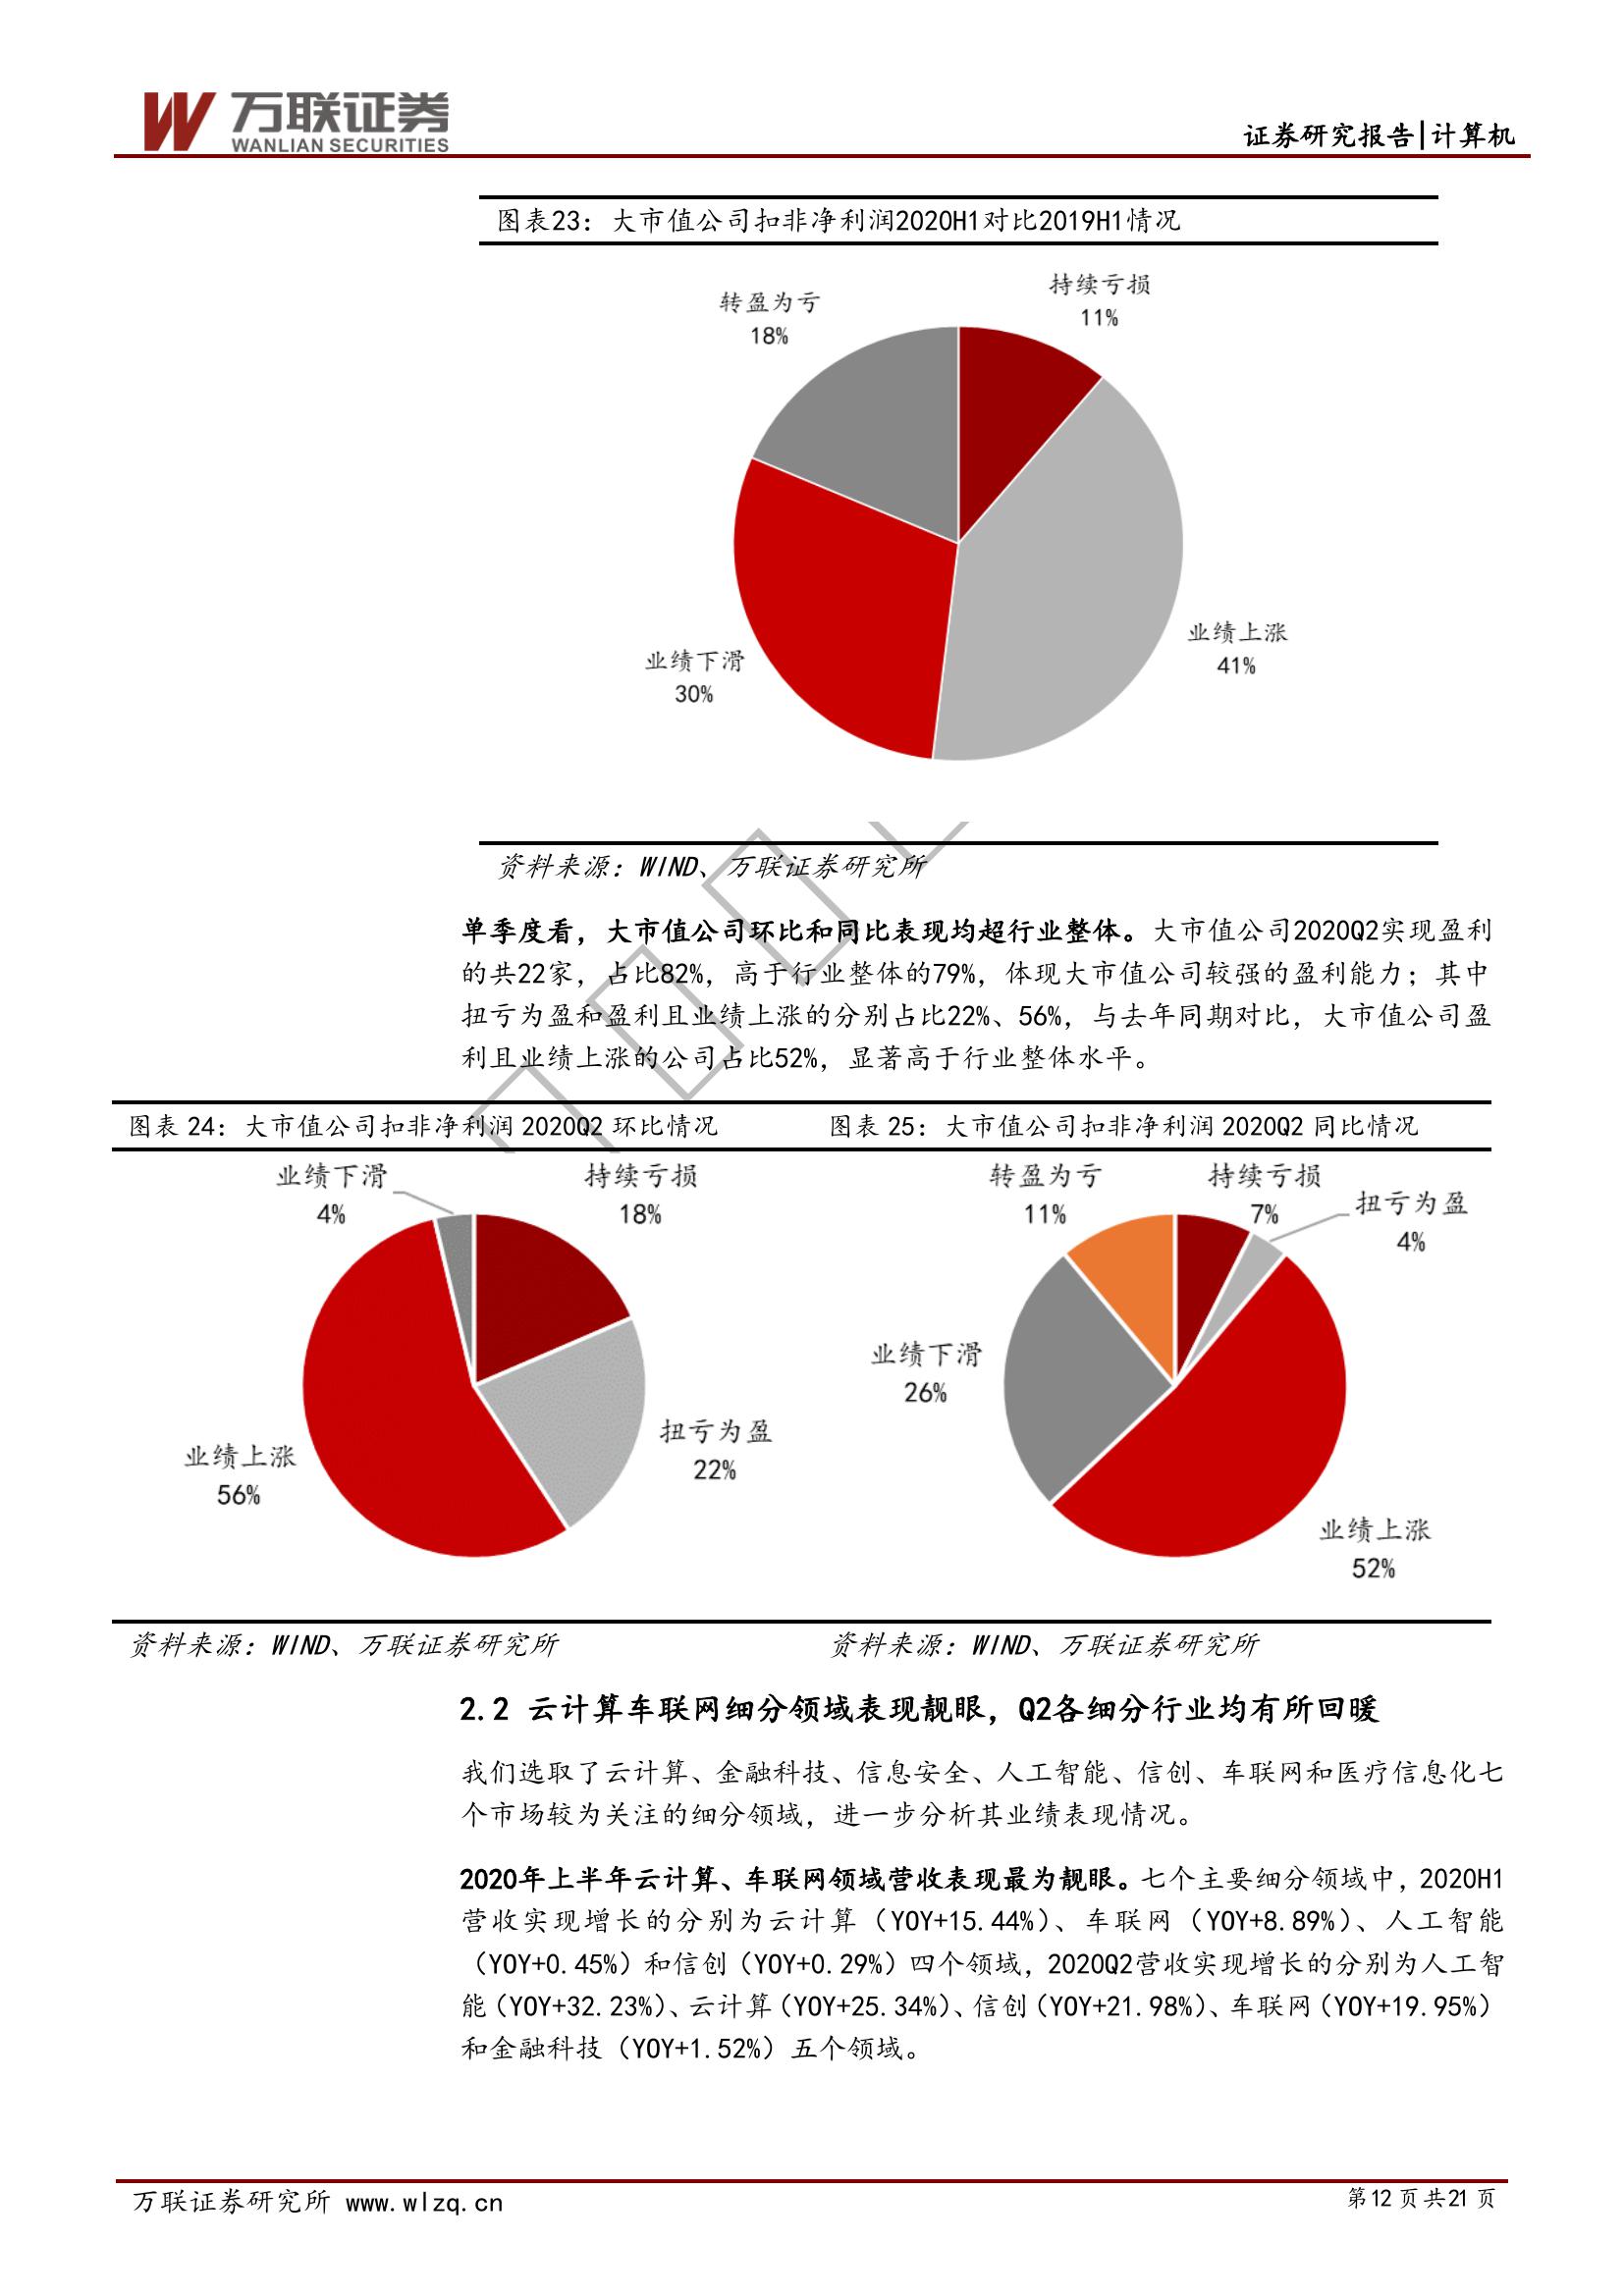 万联证券
WANLIAN SECURITIES
证券研究报告|计算机
图表23：大市值公司扣非净利润2020H1对比2019H1情况
转盈为亏
18%
持续亏损
11%
业绩下滑
30%
业绩上涨
41%
资料来源：WIND、万联证券研究所
单季度看，大市值公司环比和同比表现均超行业整体。大市值公司2020Q2实现盈利
的共22家，占比82%，高于行业整体的79%，体现大市值公司较强的盈利能力；其中
扭亏为盈和盈利且业绩上涨的分别占比22%、56%，与去年同期对比，大市值公司盈
利且业绩上涨的公司占比52%，显著高于行业整体水平。
图表 24：大市值公司扣非净利润 2020Q2 环比情况
业绩下滑
4%
持续亏损
18%
扭亏为盈
22%
业绩上涨
56%
资料来源：WIND、万联证券研究所
图表 25：大市值公司扣非净利润 2020Q2 同比情况
转盈为亏
11%
持续亏损
7%
扭亏为盈
4%
业绩下滑
26%
业绩上涨
52%
资料来源：WIND、万联证券研究所
2.2 云计算车联网细分领域表现靓眼，Q2各细分行业均有所回暖
我们选取了云计算、金融科技、信息安全、人工智能、信创、车联网和医疗信息化七
个市场较为关注的细分领域，进一步分析其业绩表现情况。
2020年上半年云计算、车联网领域营收表现最为靓眼。七个主要细分领域中，2020H1
营收实现增长的分别为云计算（YOY+15.44%）、车联网（YOY+8.89%）、人工智能
（YOY+0.45%）和信创（YOY+0.29%）四个领域，2020Q2营收实现增长的分别为人工智
能（YOY+32.23%）、云计算（YOY+25.34%）、信创（YOY+21.98%）、车联网（YOY+19.95%）
和金融科技（YOY+1.52%）五个领域。
万联证券研究所 www.wlzq.cn
第12 页 共21 页